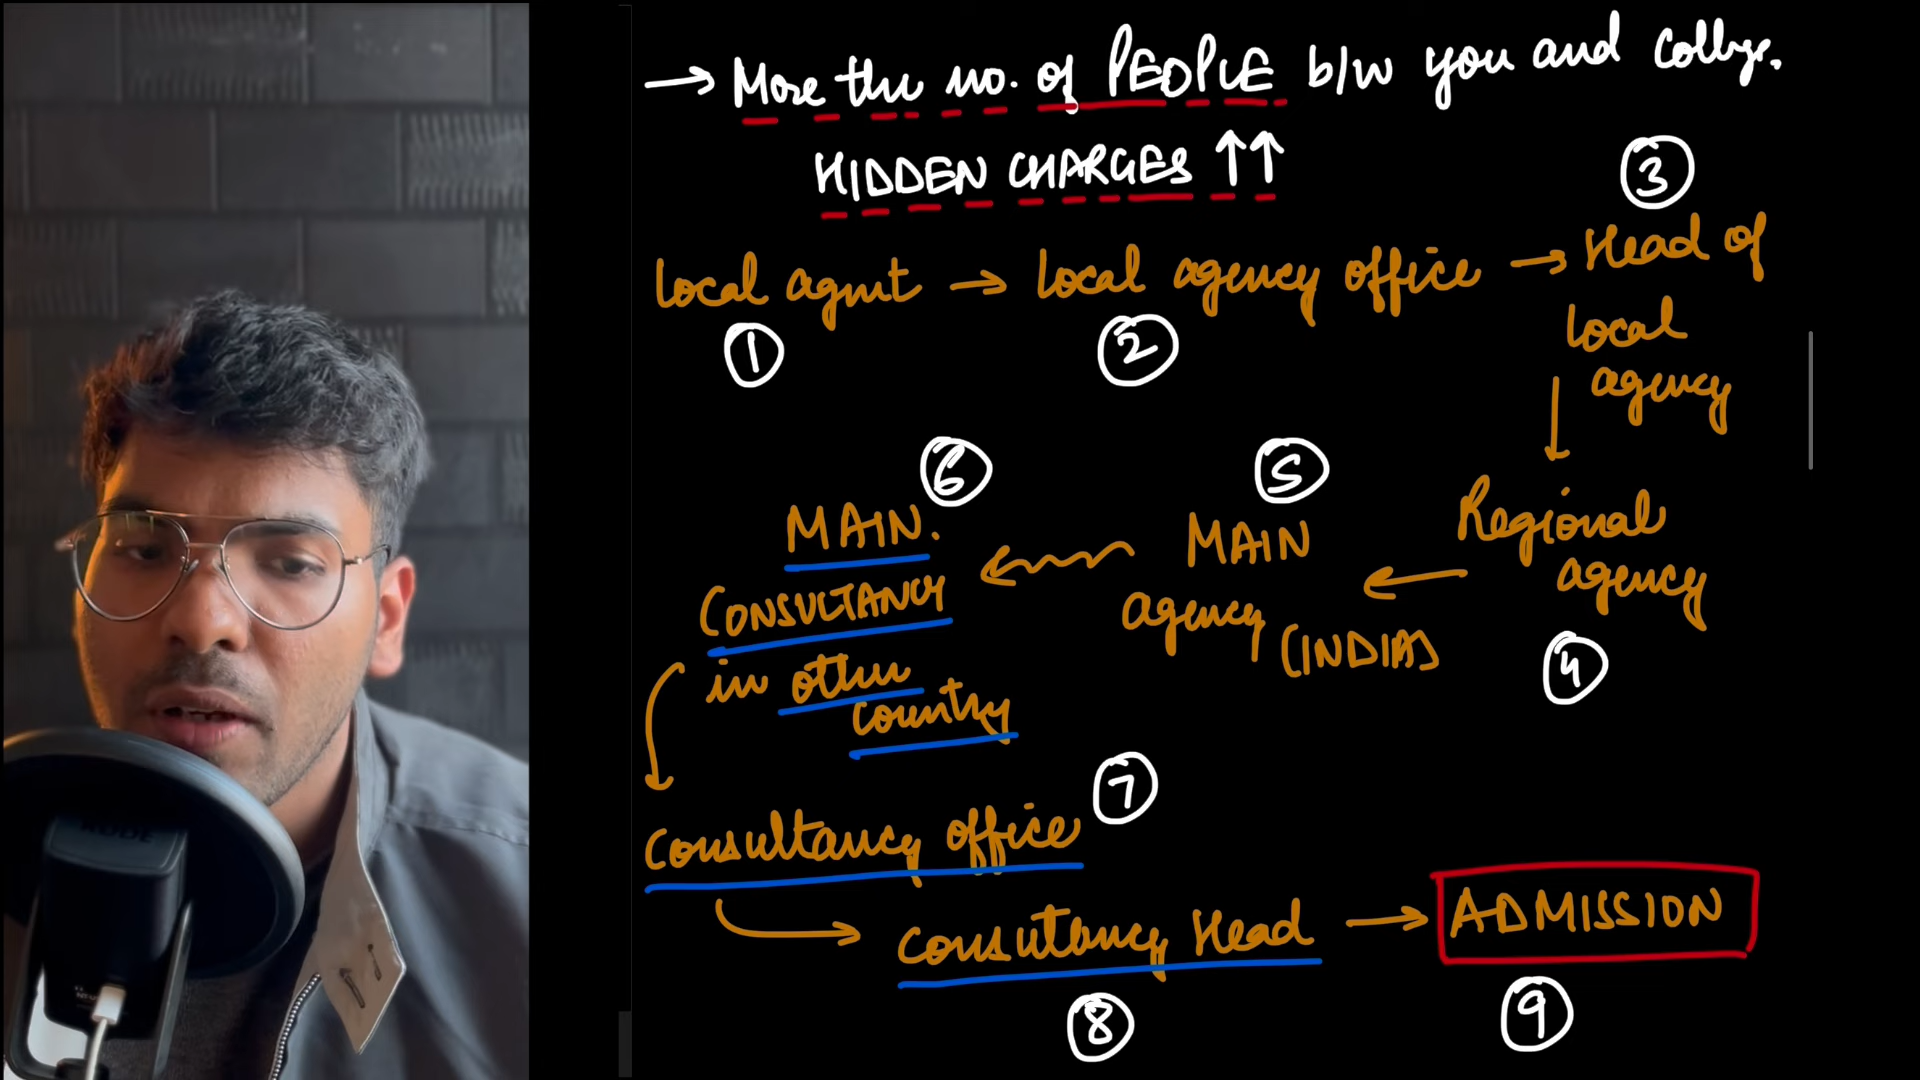 → More the no. of PEOPLE b/w you and college.
HIDDEN CHARGES ↑↑
③
local agent → local agency office → Head of
local
agency
① ②
↓
⑥ ⑤
MAIN. ← MAIN ← Regional
CONSULTANCY agency agency
in other (INDIA) ④
country
⑦
consultancy office
consultancy Head → ADMISSION
⑧ ⑨
RODE